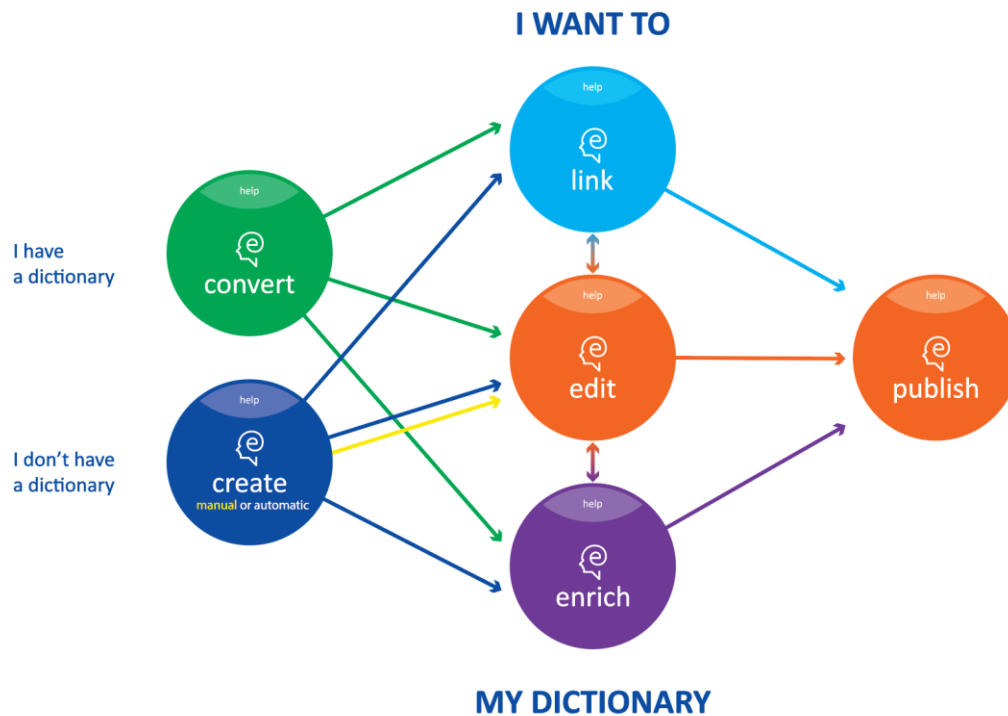 I WANT TO
help
link
help
convert
I have
a dictionary
help
edit
help
publish
help
create
manual or automatic
I don't have
a dictionary
help
enrich
MY DICTIONARY